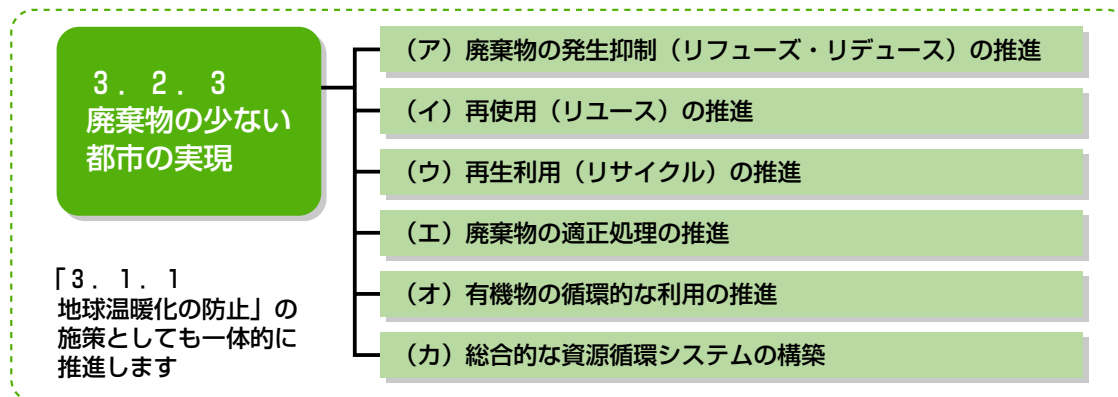 3．2．3
廃棄物の少ない
都市の実現
「3．1．1
地球温暖化の防止」の
施策としても一体的に
推進します
（ア）廃棄物の発生抑制（リフューズ・リデュース）の推進
（イ）再使用（リユース）の推進
（ウ）再生利用（リサイクル）の推進
（エ）廃棄物の適正処理の推進
（オ）有機物の循環的な利用の推進
（カ）総合的な資源循環システムの構築